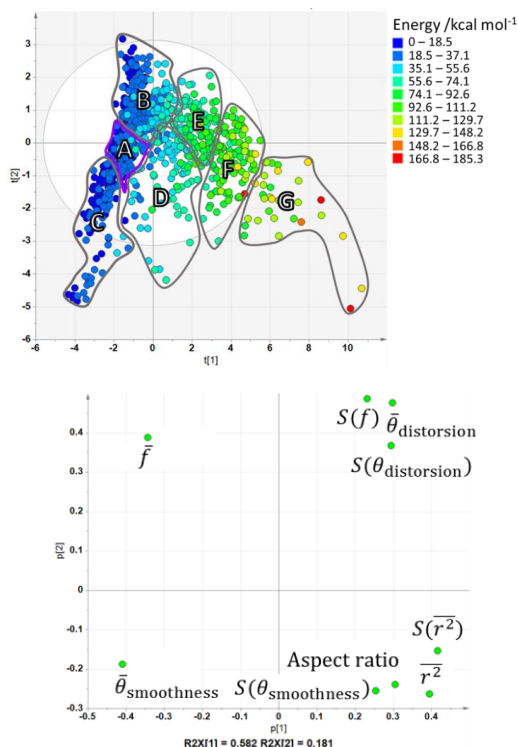 Energy /kcal mol⁻¹
0 – 18.5
18.5 – 37.1
35.1 – 55.6
55.6 – 74.1
74.1 – 92.6
92.6 – 111.2
111.2 – 129.7
129.7 – 148.2
148.2 – 166.8
166.8 – 185.3
3
2
1
0
-1
-2
-3
-4
-5
-6
t[2]
B
E
A
F
D
C
G
-6 -4 -2 0 2 4 6 8 10
t[1]
0.4
0.3
0.2
0.1
0
-0.1
-0.2
-0.3
p[2]
S(f) θ̄distorsion
f̄
S(θdistorsion)
S(r̄²)
Aspect ratio
θ̄smoothness S(θsmoothness) r̄²
-0.5 -0.4 -0.3 -0.2 -0.1 0 0.1 0.2 0.3 0.4 0.5
p[1]
R2X[1] = 0.582 R2X[2] = 0.181